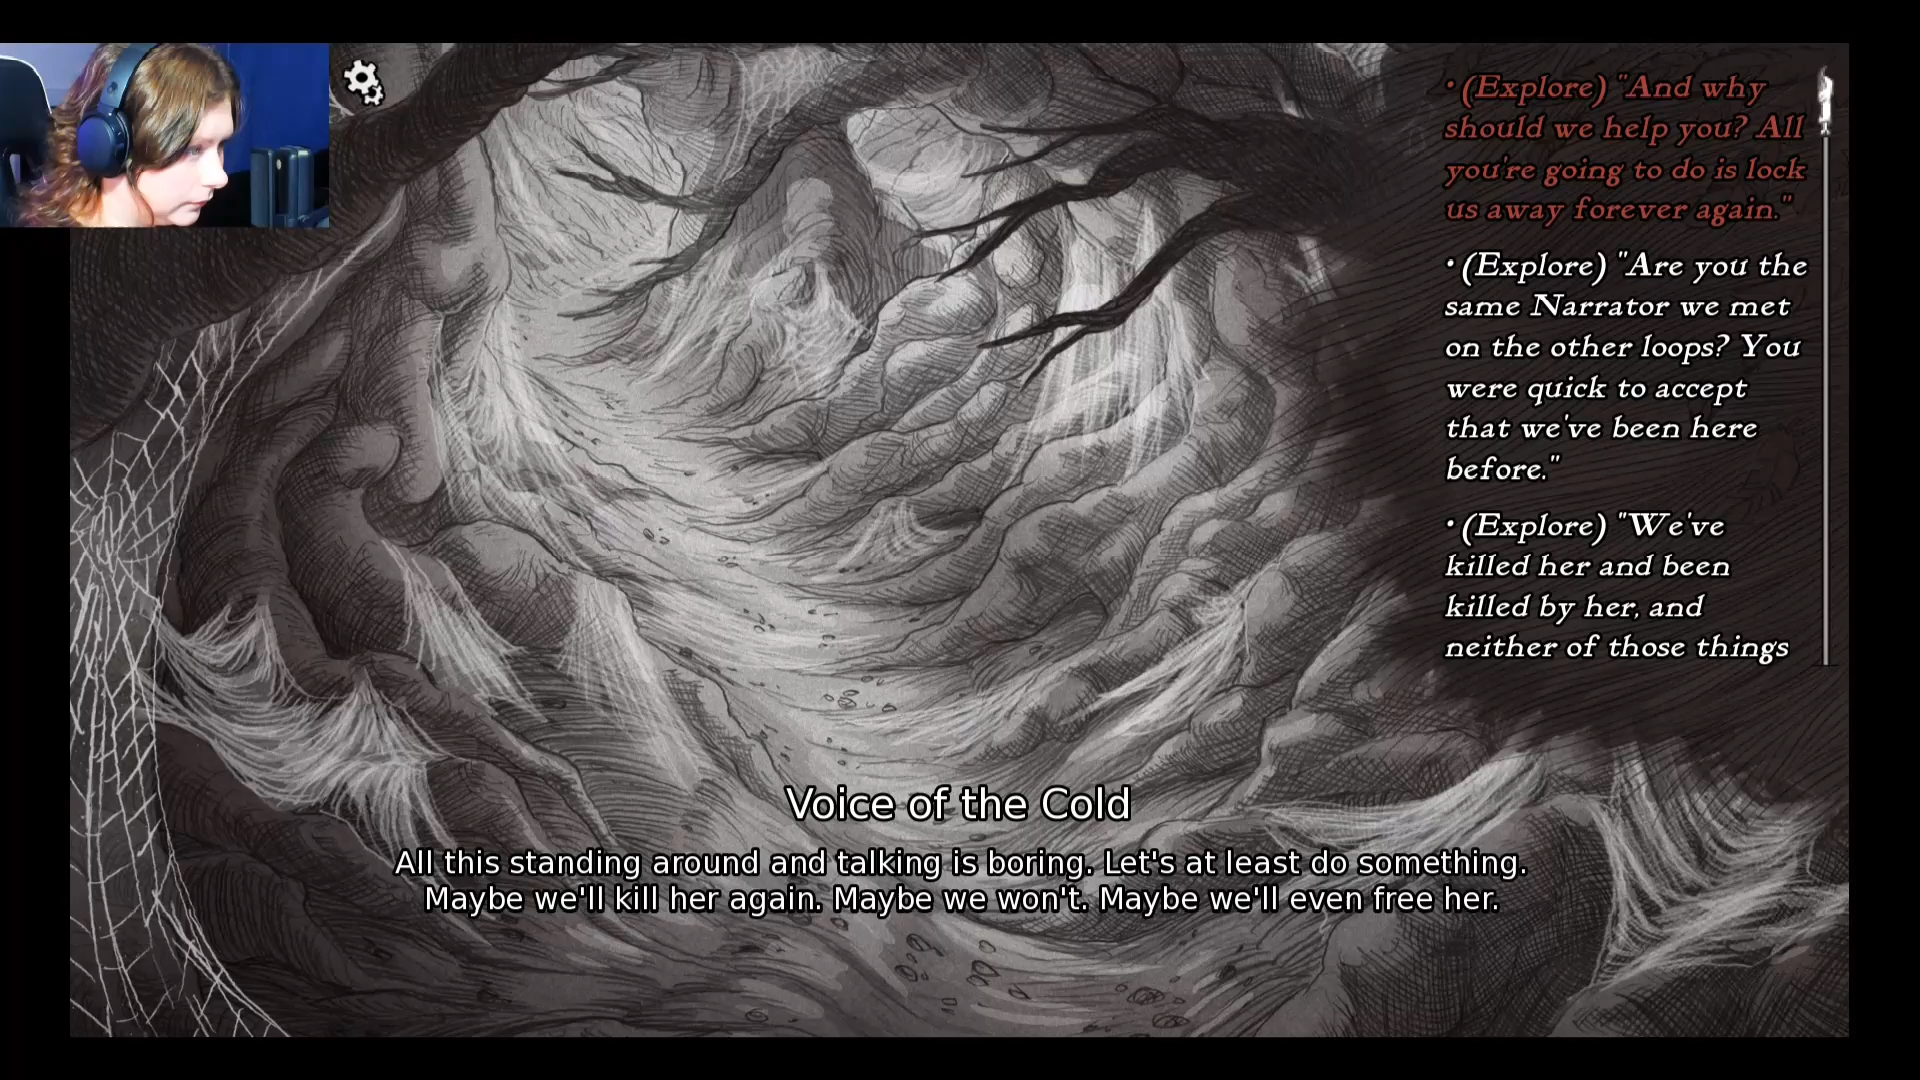 • (Explore) "And why
should we help you? All
you're going to do is lock
us away forever again."
• (Explore) "Are you the
same Narrator we met
on the other loops? You
were quick to accept
that we've been here
before."
• (Explore) "We've
killed her and been
killed by her, and
neither of those things
Voice of the Cold
All this standing around and talking is boring. Let's at least do something.
Maybe we'll kill her again. Maybe we won't. Maybe we'll even free her.